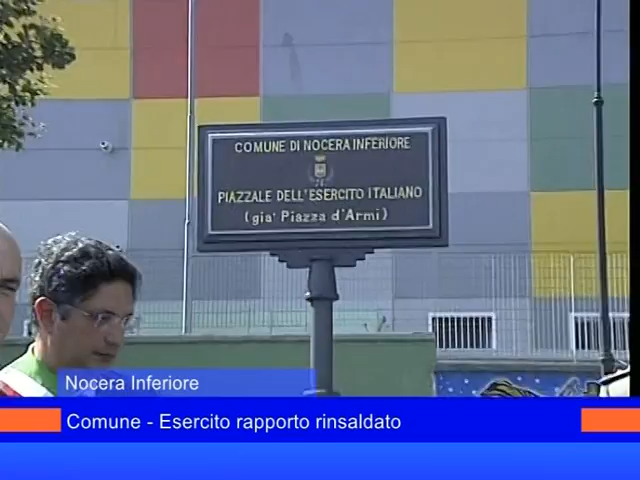 COMUNE DI NOCERA INFERIORE
PIAZZALE DELL'ESERCITO ITALIANO
(gia' Piazza d'Armi)
Nocera Inferiore
Comune - Esercito rapporto rinsaldato